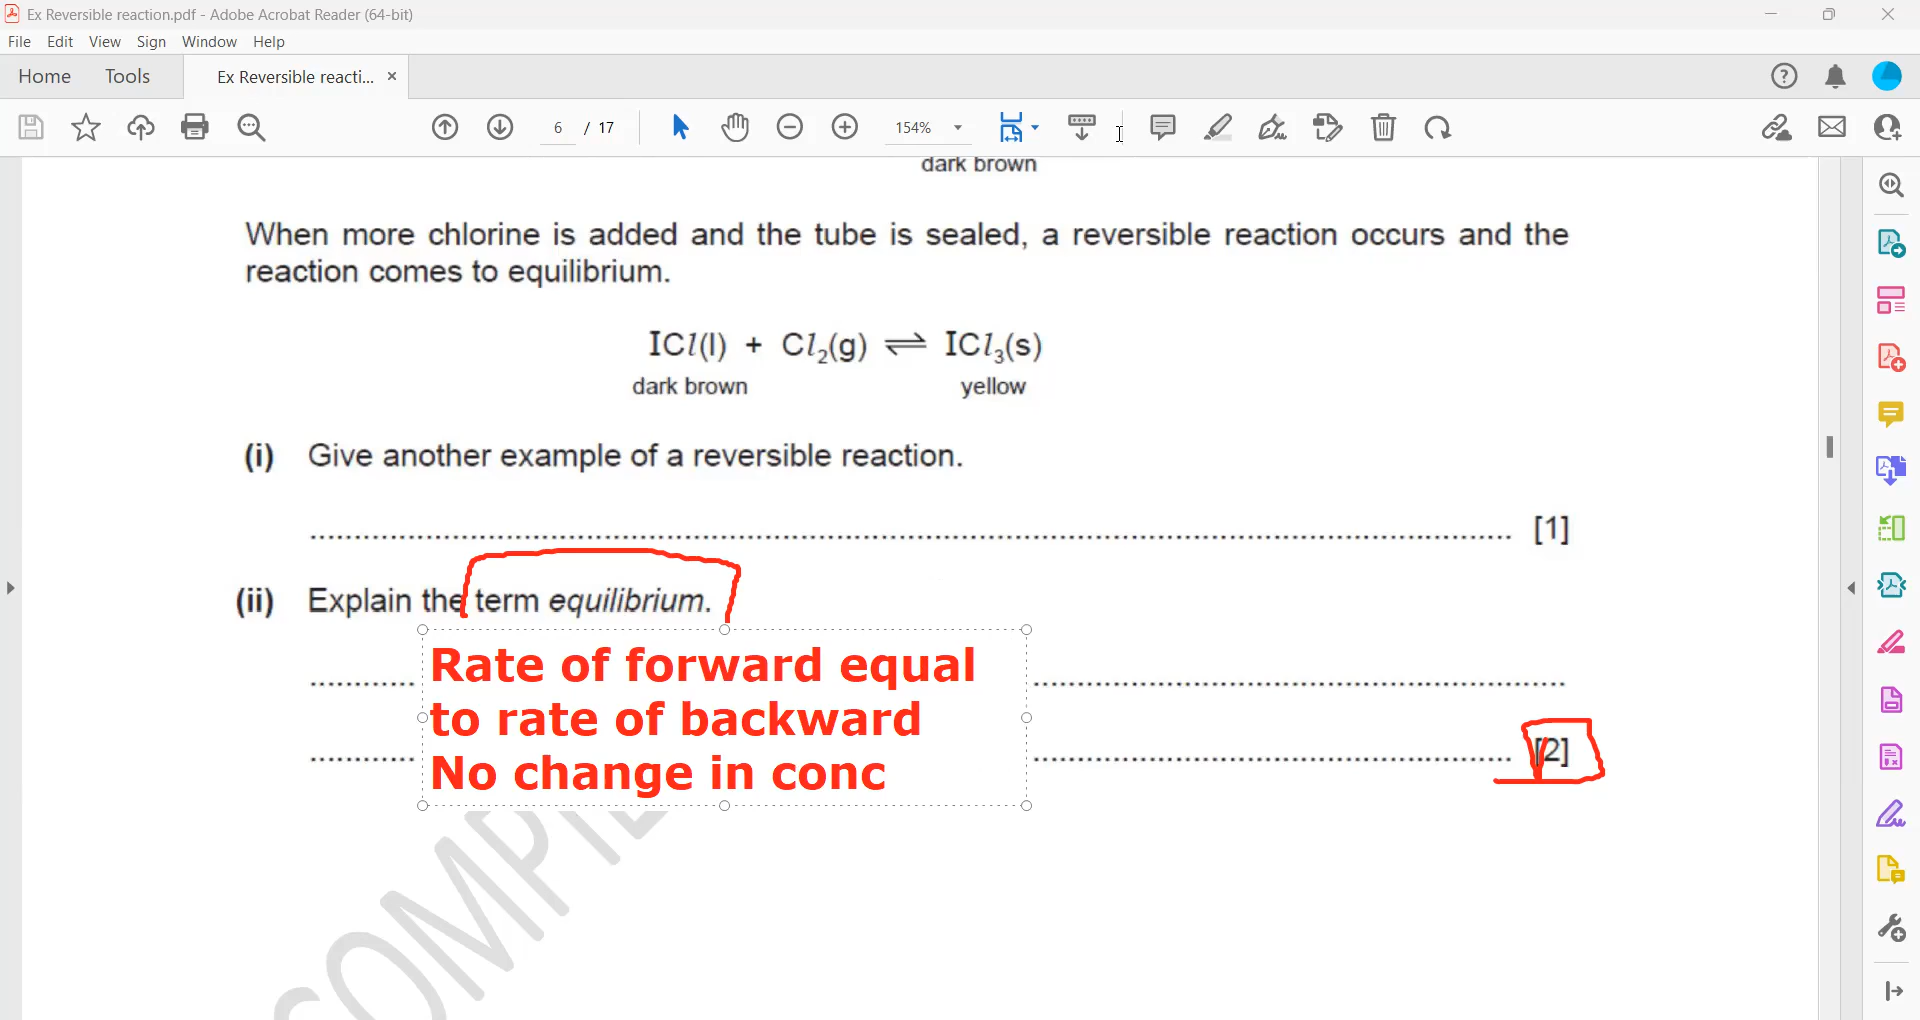 Ex Reversible reaction.pdf - Adobe Acrobat Reader (64-bit)
File Edit View Sign Window Help
Home Tools Ex Reversible reacti... ×
6 / 17 154%
dark brown
When more chlorine is added and the tube is sealed, a reversible reaction occurs and the
reaction comes to equilibrium.
ICl(l) + Cl₂(g) ⇌ ICl₃(s)
dark brown yellow
(i) Give another example of a reversible reaction.
[1]
(ii) Explain the term equilibrium.
Rate of forward equal
to rate of backward
No change in conc
[2]